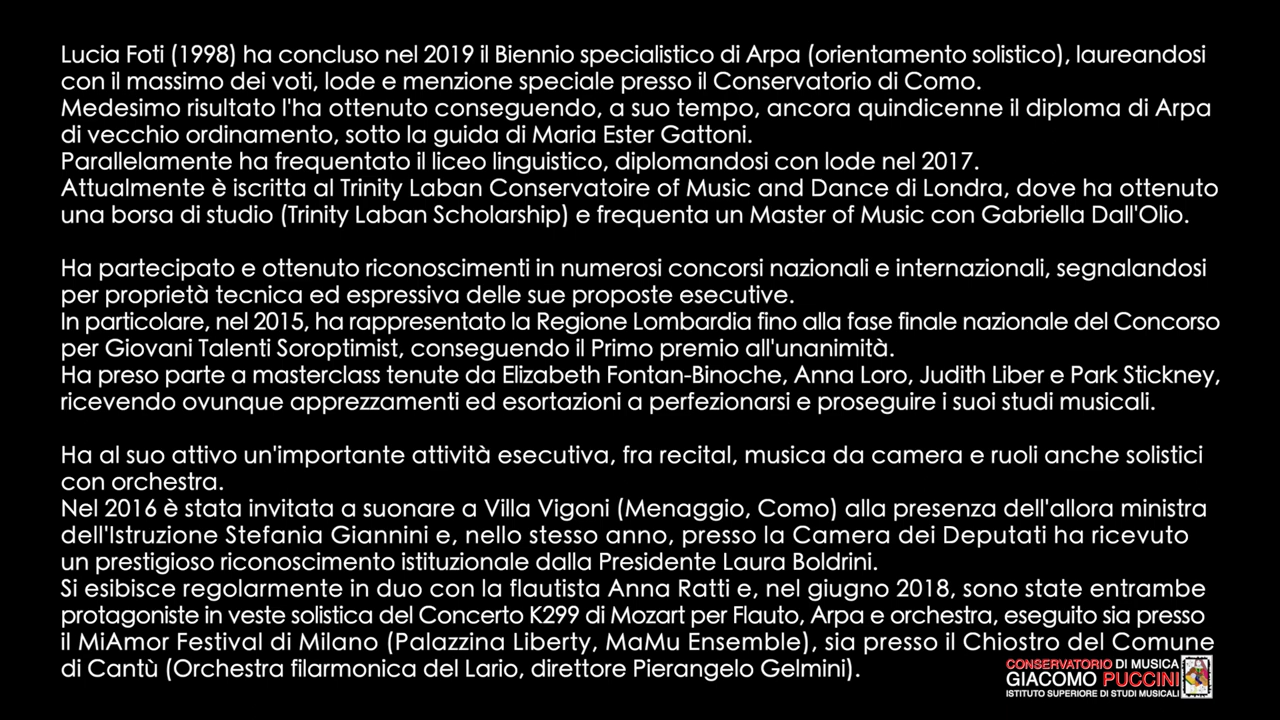 Lucia Foti (1998) ha concluso nel 2019 il Biennio specialistico di Arpa (orientamento solistico), laureandosi
con il massimo dei voti, lode e menzione speciale presso il Conservatorio di Como.
Medesimo risultato l'ha ottenuto conseguendo, a suo tempo, ancora quindicenne il diploma di Arpa
di vecchio ordinamento, sotto la guida di Maria Ester Gattoni.
Parallelamente ha frequentato il liceo linguistico, diplomandosi con lode nel 2017.
Attualmente è iscritta al Trinity Laban Conservatoire of Music and Dance di Londra, dove ha ottenuto
una borsa di studio (Trinity Laban Scholarship) e frequenta un Master of Music con Gabriella Dall'Olio.
Ha partecipato e ottenuto riconoscimenti in numerosi concorsi nazionali e internazionali, segnalandosi
per proprietà tecnica ed espressiva delle sue proposte esecutive.
In particolare, nel 2015, ha rappresentato la Regione Lombardia fino alla fase finale nazionale del Concorso
per Giovani Talenti Soroptimist, conseguendo il Primo premio all'unanimità.
Ha preso parte a masterclass tenute da Elizabeth Fontan-Binoche, Anna Loro, Judith Liber e Park Stickney,
ricevendo ovunque apprezzamenti ed esortazioni a perfezionarsi e proseguire i suoi studi musicali.
Ha al suo attivo un'importante attività esecutiva, fra recital, musica da camera e ruoli anche solistici
con orchestra.
Nel 2016 è stata invitata a suonare a Villa Vigoni (Menaggio, Como) alla presenza dell'allora ministra
dell'Istruzione Stefania Giannini e, nello stesso anno, presso la Camera dei Deputati ha ricevuto
un prestigioso riconoscimento istituzionale dalla Presidente Laura Boldrini.
Si esibisce regolarmente in duo con la flautista Anna Ratti e, nel giugno 2018, sono state entrambe
protagoniste in veste solistica del Concerto K299 di Mozart per Flauto, Arpa e orchestra, eseguito sia presso
il MiAmor Festival di Milano (Palazzina Liberty, MaMu Ensemble), sia presso il Chiostro del Comune
di Cantù (Orchestra filarmonica del Lario, direttore Pierangelo Gelmini).
CONSERVATORIO DI MUSICA
GIACOMO PUCCINI
ISTITUTO SUPERIORE DI STUDI MUSICALI